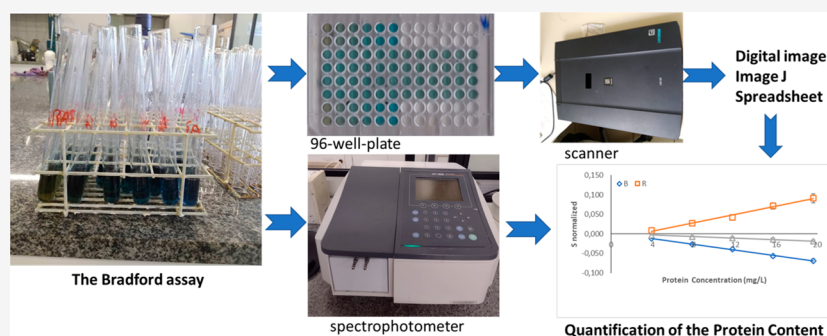 The Bradford assay
96-well-plate
spectrophotometer
scanner
Digital image
Image J
Spreadsheet
0,150
0,100
0,050
0,000
-0,050
-0,100
S normalized
B
R
0
4
8
12
16
20
Protein Concentration (mg/L)
Quantification of the Protein Content